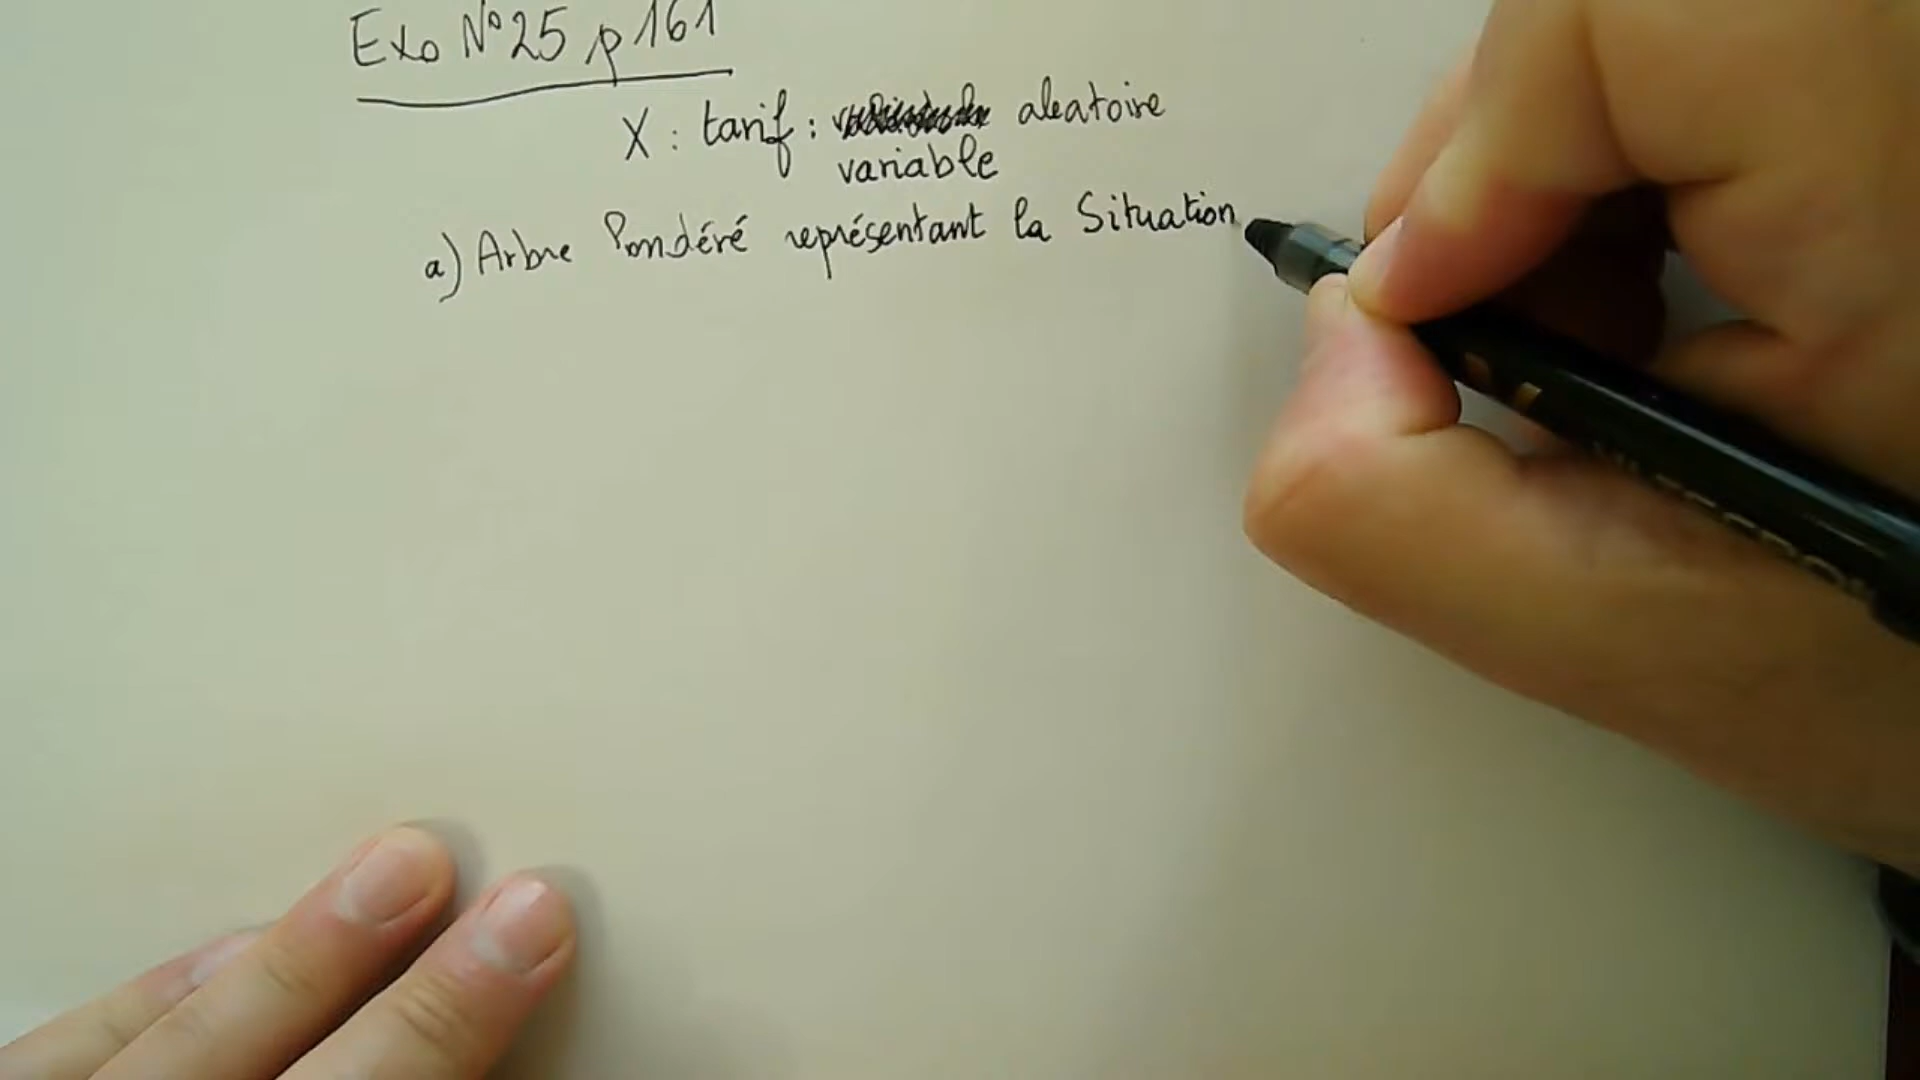 Exo N°25 p 161
X : tarif : aleatoire
variable
a) Arbre Pondéré représentant la Situation